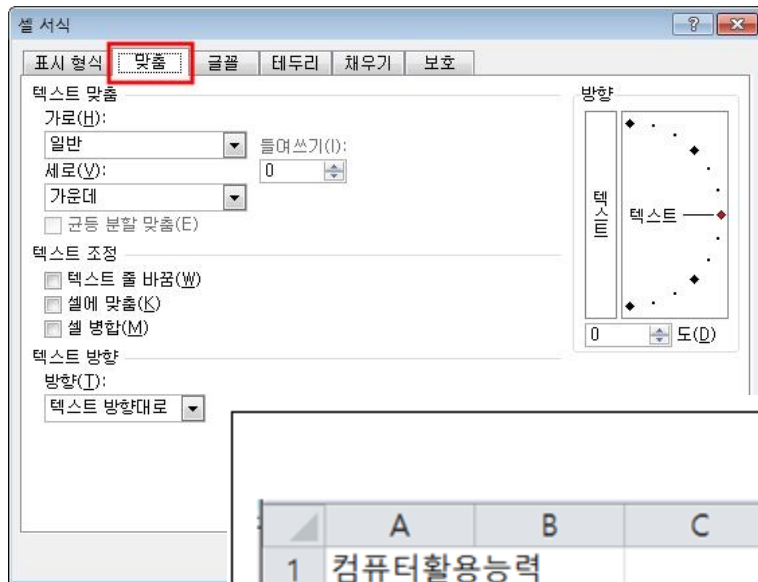 셀 서식
표시 형식 맞춤 글꼴 테두리 채우기 보호
텍스트 맞춤
가로(H):
일반
들여쓰기(I):
0
세로(V):
가운데
균등 분할 맞춤(E)
텍스트 조정
텍스트 줄 바꿈(W)
셀에 맞춤(K)
셀 병합(M)
텍스트 방향
방향(T):
텍스트 방향대로
방향
텍스트
텍스트
0 도(D)
A B C
1 컴퓨터활용능력